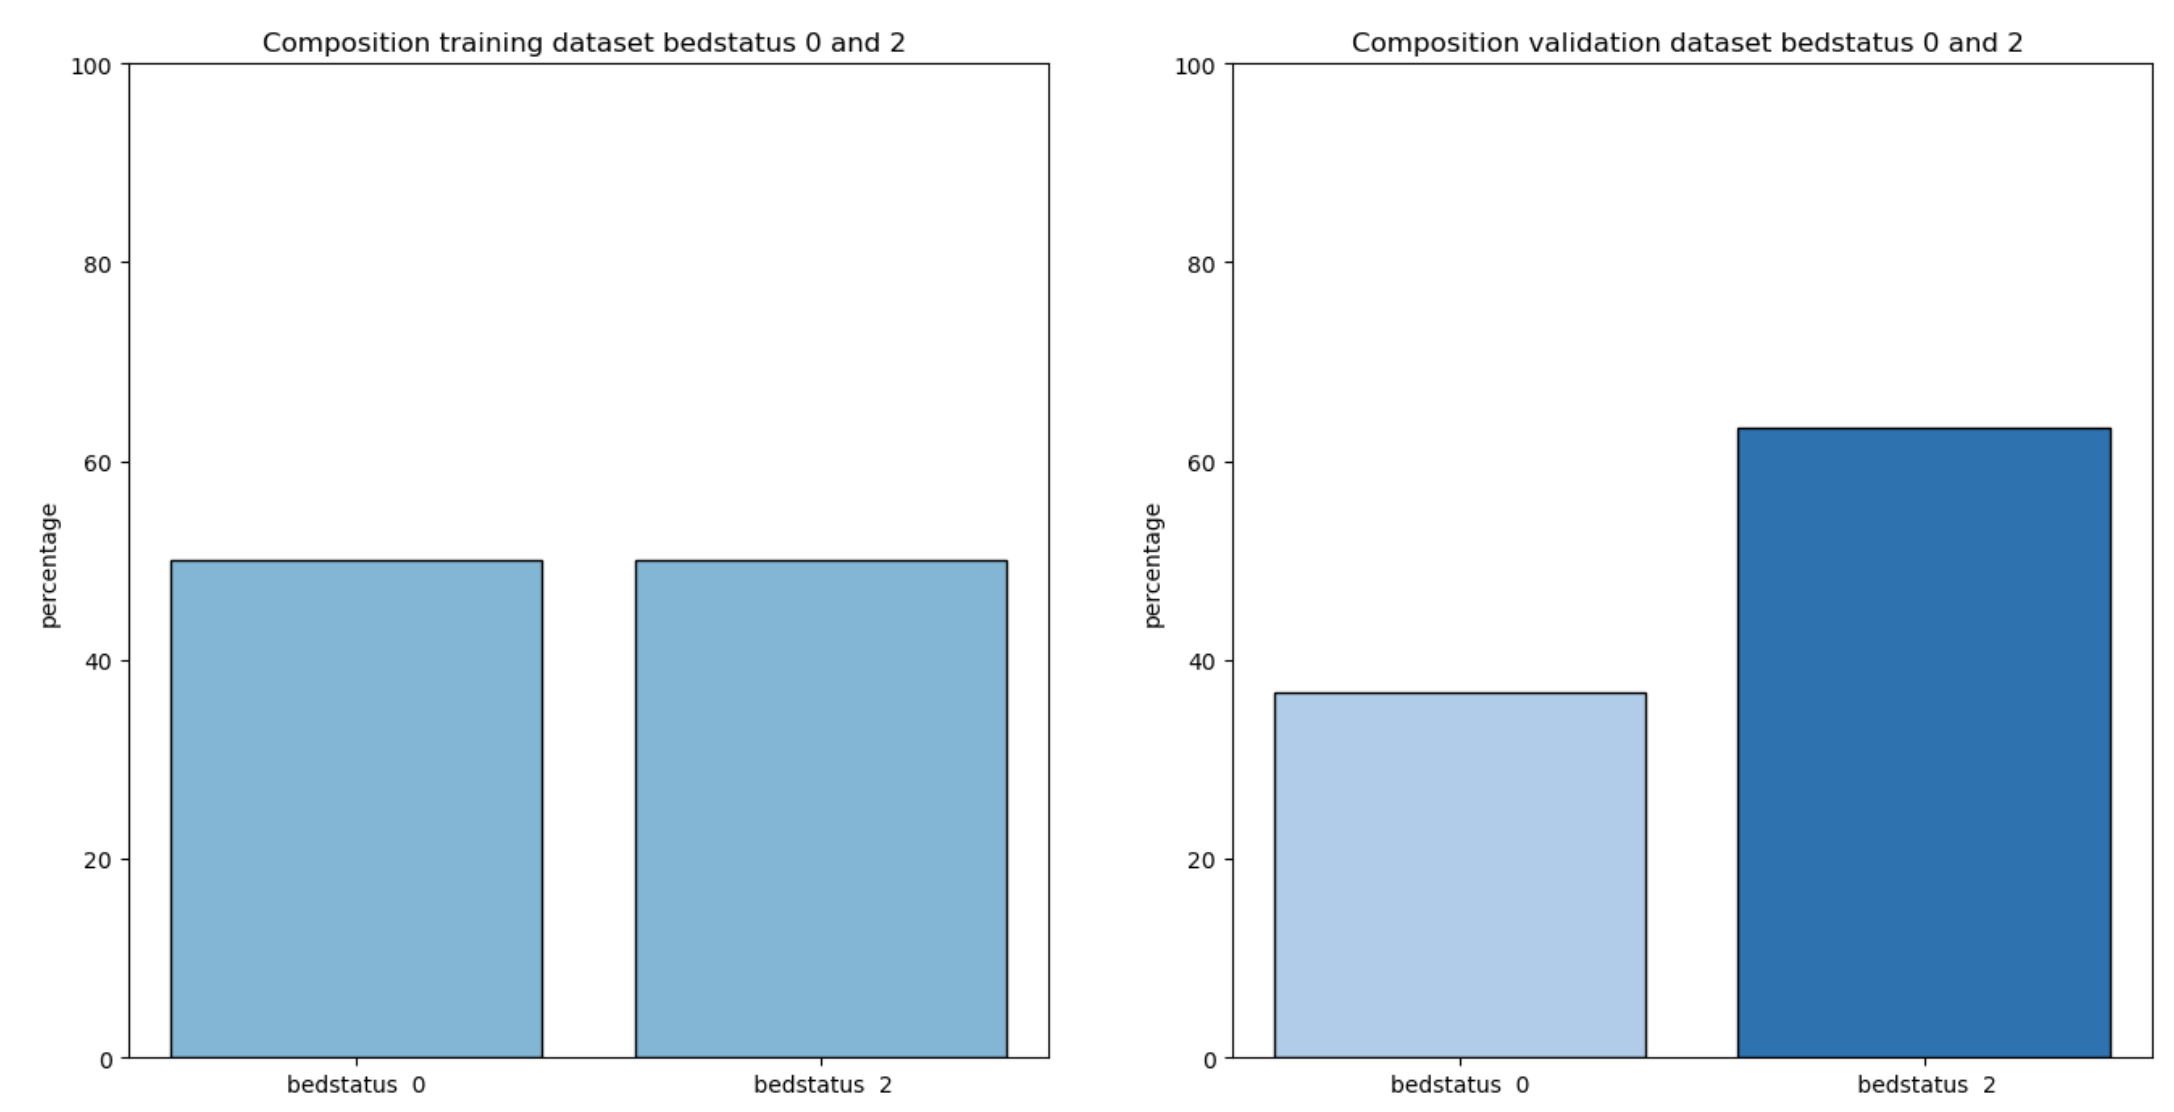 Composition training dataset bedstatus 0 and 2
100
80
60
40
20
0
percentage
bedstatus 0
bedstatus 2
Composition validation dataset bedstatus 0 and 2
100
80
60
40
20
0
percentage
bedstatus 0
bedstatus 2